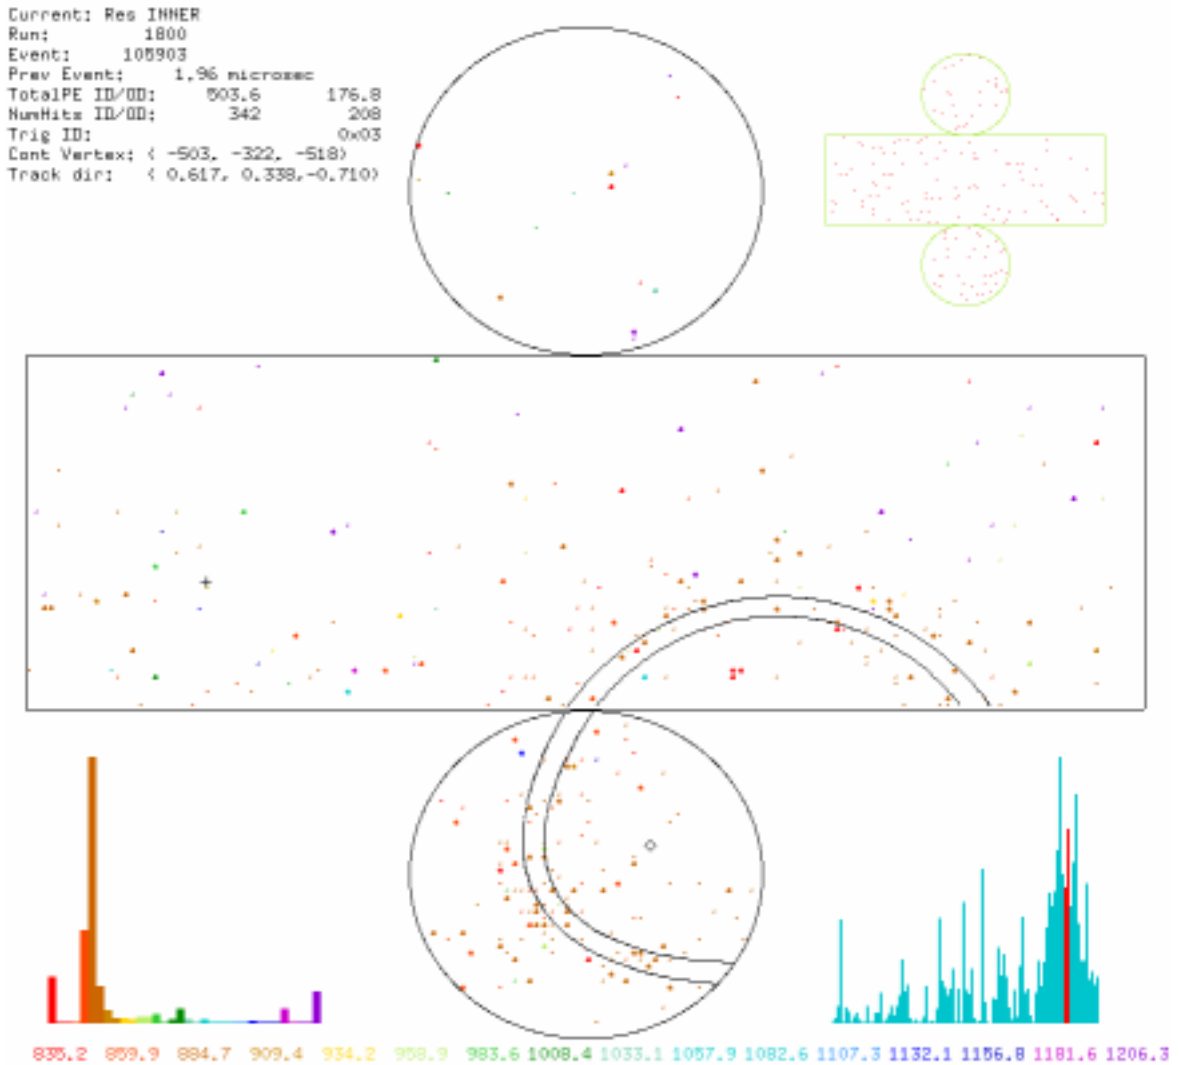 Current: Res INNER
Run: 1800
Event: 105903
Prev Event: 1.96 microsec
TotalPE ID/OD: 503.6 176.8
NumHits ID/OD: 342 208
Trig ID: 0x03
Cont Vertex: ( -503, -322, -518)
Track dir: ( 0.617, 0.338,-0.710)
835.2 859.9 884.7 909.4 934.2 958.9 983.6 1008.4 1033.1 1057.9 1082.6 1107.3 1132.1 1156.8 1181.6 1206.3